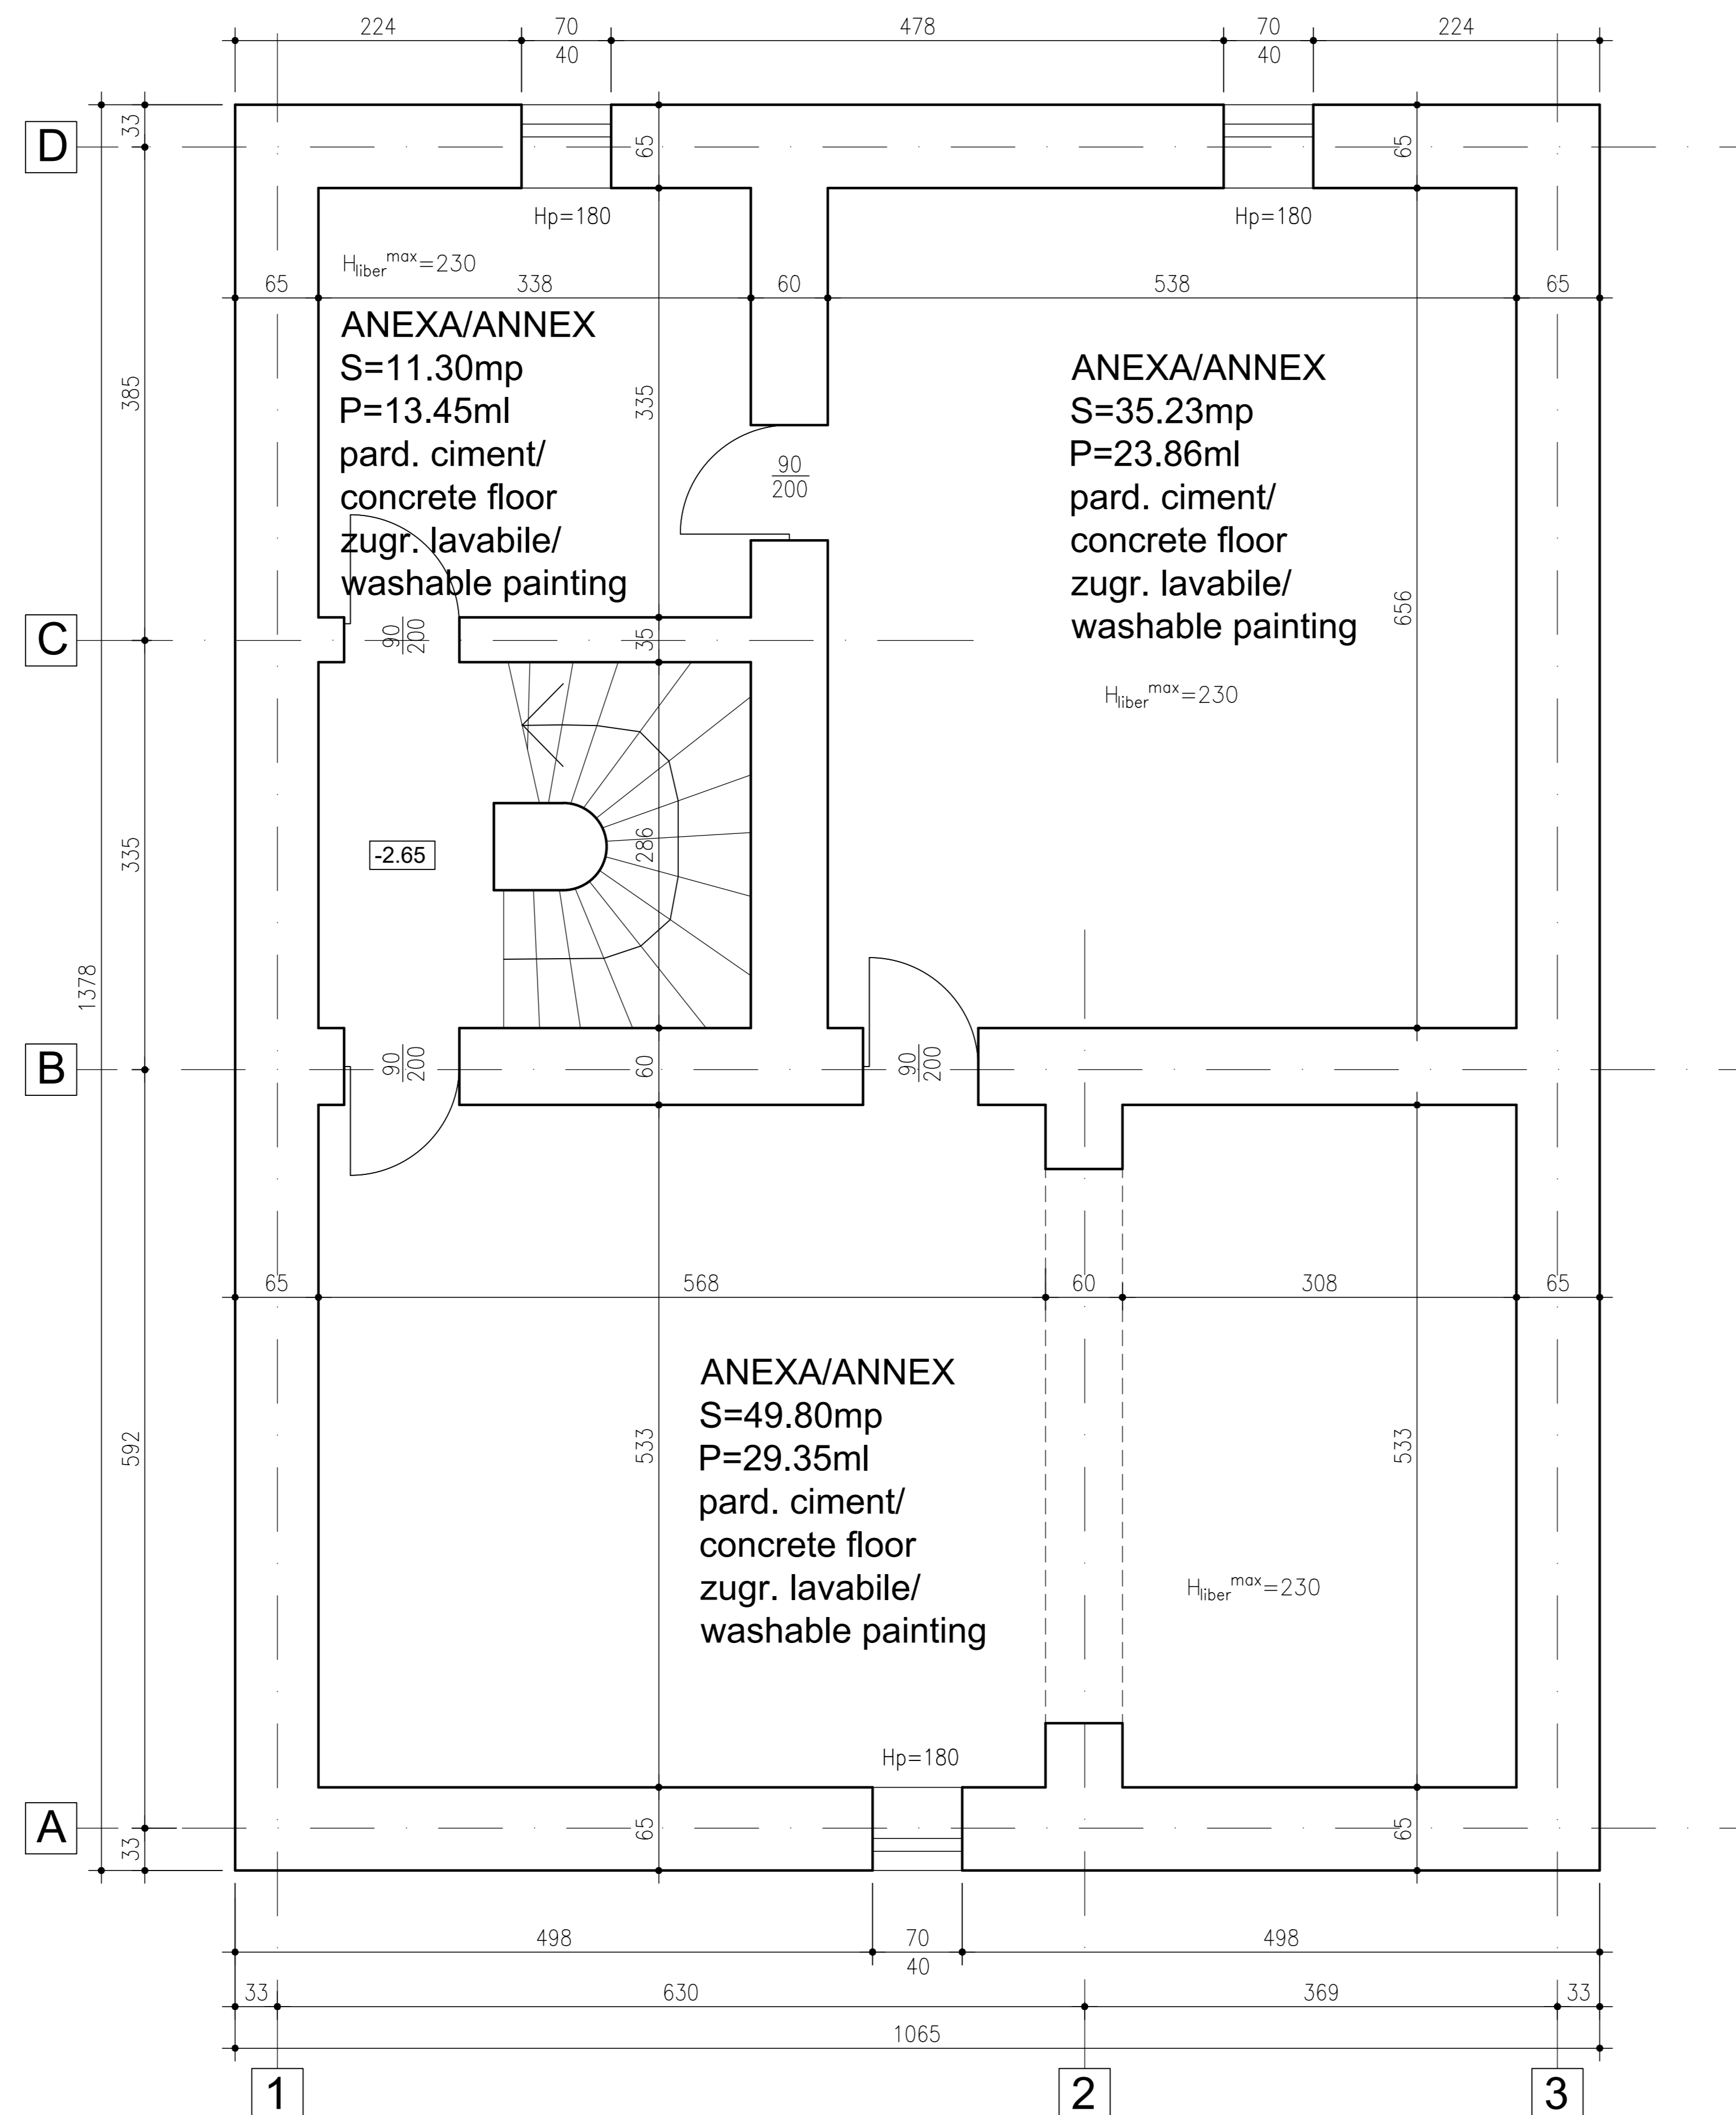 224 70 478 70 224
40 40
33
D
65 65
Hp=180 Hp=180
Hliber max=230
65 338 60 538 65
ANEXA/ANNEX
S=11.30mp
P=13.45ml
pard. ciment/
concrete floor
zugr. lavabile/
washable painting
ANEXA/ANNEX
S=35.23mp
P=23.86ml
pard. ciment/
concrete floor
zugr. lavabile/
washable painting
385
335
90
200
656
C
90
200
35
Hliber max=230
335
-2.65
286
1378
B
90
200
60
90
200
65 568 60 308 65
ANEXA/ANNEX
S=49.80mp
P=29.35ml
pard. ciment/
concrete floor
zugr. lavabile/
washable painting
592
533
533
Hliber max=230
Hp=180
A
33
65 65
498 70 498
40
33 630 369 33
1065
1 2 3